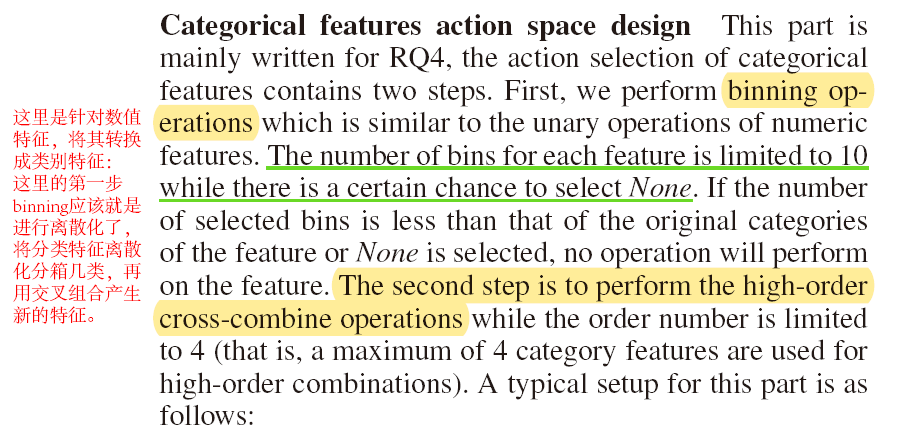 Categorical features action space design This part is
mainly written for RQ4, the action selection of categorical
features contains two steps. First, we perform binning op-
erations which is similar to the unary operations of numeric
features. The number of bins for each feature is limited to 10
while there is a certain chance to select None. If the number
of selected bins is less than that of the original categories
of the feature or None is selected, no operation will perform
on the feature. The second step is to perform the high-order
cross-combine operations while the order number is limited
to 4 (that is, a maximum of 4 category features are used for
high-order combinations). A typical setup for this part is as
follows:
这里是针对数值
特征，将其转换
成类别特征：
这里的第一步
binning应该就是
进行离散化了，
将分类特征离散
化分箱几类，再
用交叉组合产生
新的特征。